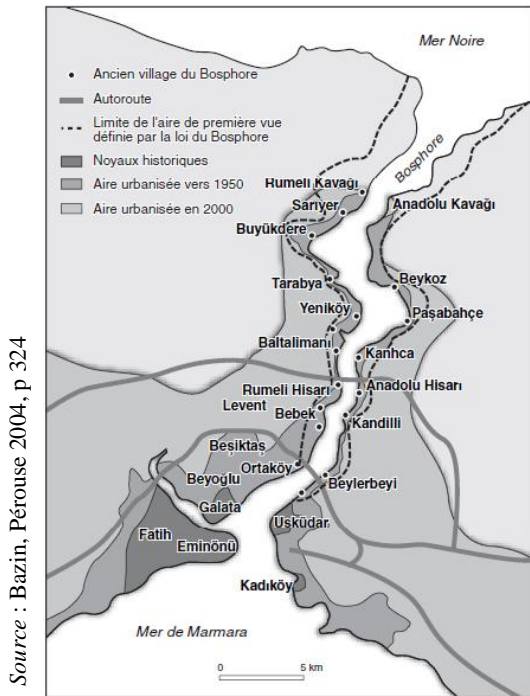 Mer Noire
Ancien village du Bosphore
Autoroute
Limite de l'aire de première vue
définie par la loi du Bosphore
Noyaux historiques
Aire urbanisée vers 1950
Aire urbanisée en 2000
Bosphore
Rumeli Kavağı
Sarıyer
Anadolu Kavağı
Buyükdere
Tarabya
Beykoz
Yeniköy
Paşabahçe
Baltalimanı
Kanlıca
Rumeli Hisarı
Anadolu Hisarı
Levent
Bebek
Kandilli
Beşiktaş
Ortaköy
Beyoğlu
Beylerbeyi
Galata
Usküdar
Fatih
Eminönü
Kadıköy
Mer de Marmara
0 5 km
Source : Bazin, Pérouse 2004, p 324